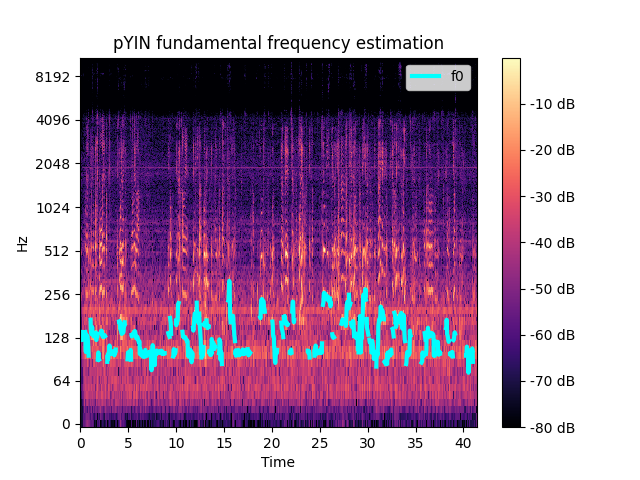 pYIN fundamental frequency estimation
f0
Hz
8192
4096
2048
1024
512
256
128
64
0
0 5 10 15 20 25 30 35 40
Time
-10 dB
-20 dB
-30 dB
-40 dB
-50 dB
-60 dB
-70 dB
-80 dB